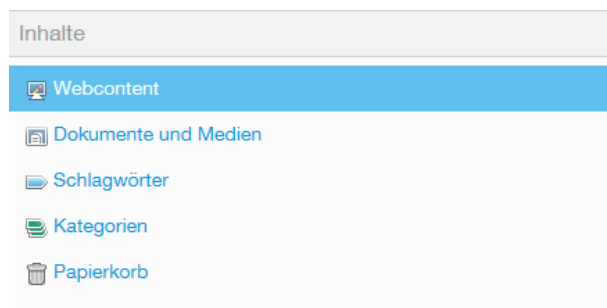 Inhalte
Webcontent
Dokumente und Medien
Schlagwörter
Kategorien
Papierkorb